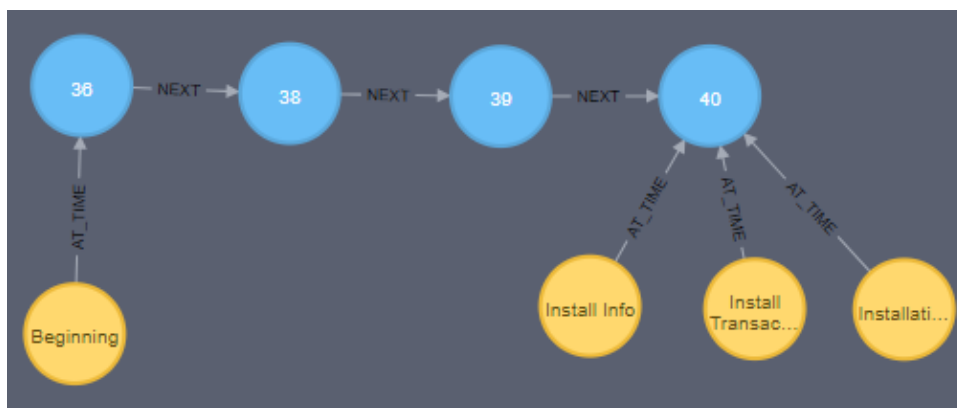 36
NEXT
38
NEXT
39
NEXT
40
AT_TIME
AT_TIME
AT_TIME
AT_TIME
Beginning
Install Info
Install
Transac...
Installati...